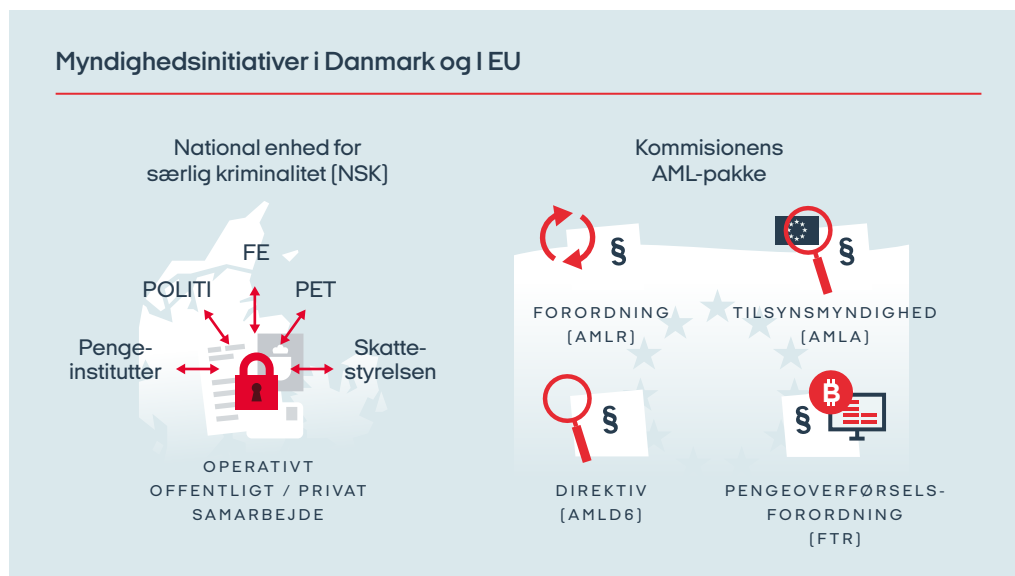 Myndighedsinitiativer i Danmark og I EU
National enhed for
særlig kriminalitet (NSK)
FE
POLITI
PET
Penge-
institutter
Skatte-
styrelsen
OPERATIVT
OFFENTLIGT / PRIVAT
SAMARBEJDE
Kommisionens
AML-pakke
§
§
FORORDNING
(AMLR)
TILSYNSMYNDIGHED
(AMLA)
§
§
B
DIREKTIV
(AMLD6)
PENGEOVERFØRSELS-
FORORDNING
(FTR)